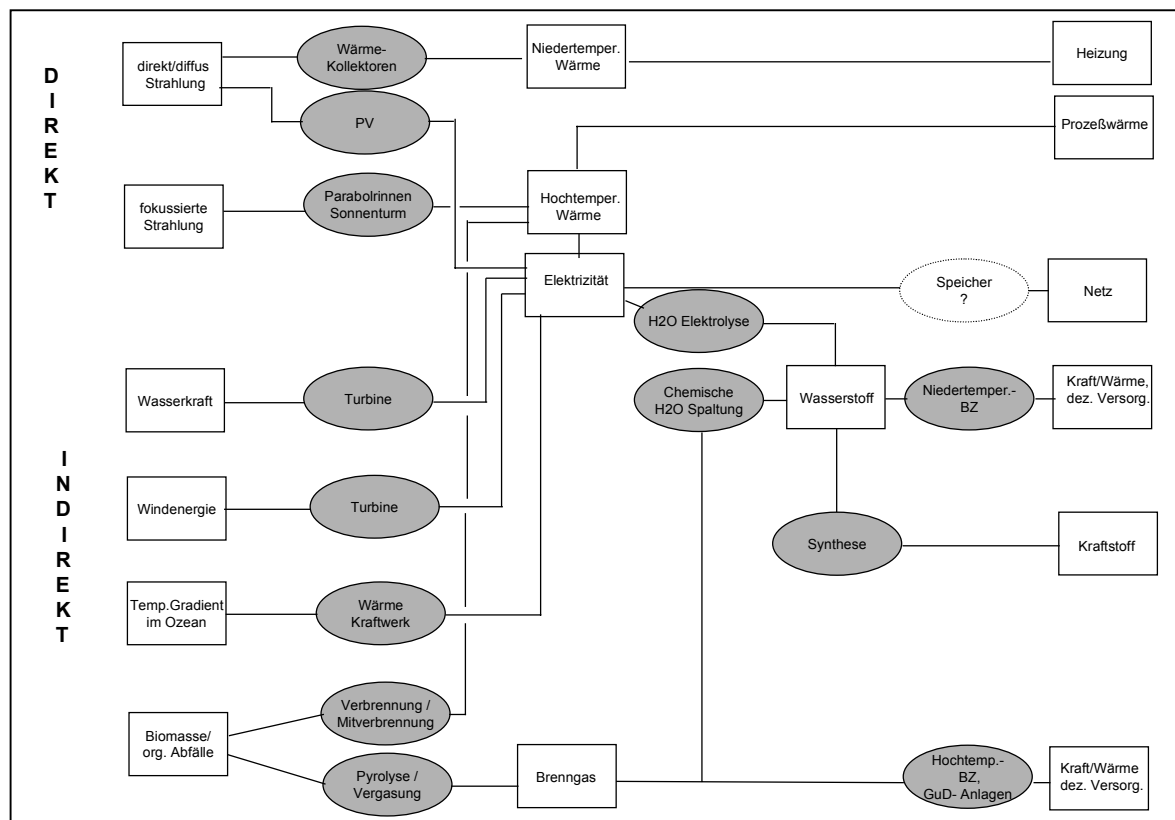 D
I
R
E
K
T
I
N
D
I
R
E
K
T
direkt/diffus
Strahlung
Wärme-
Kollektoren
Niedertemper.
Wärme
Heizung
PV
Prozeßwärme
fokussierte
Strahlung
Parabolrinnen
Sonnenturm
Hochtemper.
Wärme
Elektrizität
Speicher
?
Netz
H2O Elektrolyse
Wasserkraft
Turbine
Chemische
H2O Spaltung
Wasserstoff
Niedertemper.-
BZ
Kraft/Wärme,
dez. Versorg.
Windenergie
Turbine
Synthese
Kraftstoff
Temp.Gradient
im Ozean
Wärme
Kraftwerk
Biomasse/
org. Abfälle
Verbrennung /
Mitverbrennung
Pyrolyse /
Vergasung
Brenngas
Hochtemp.-
BZ,
GuD- Anlagen
Kraft/Wärme
dez. Versorg.